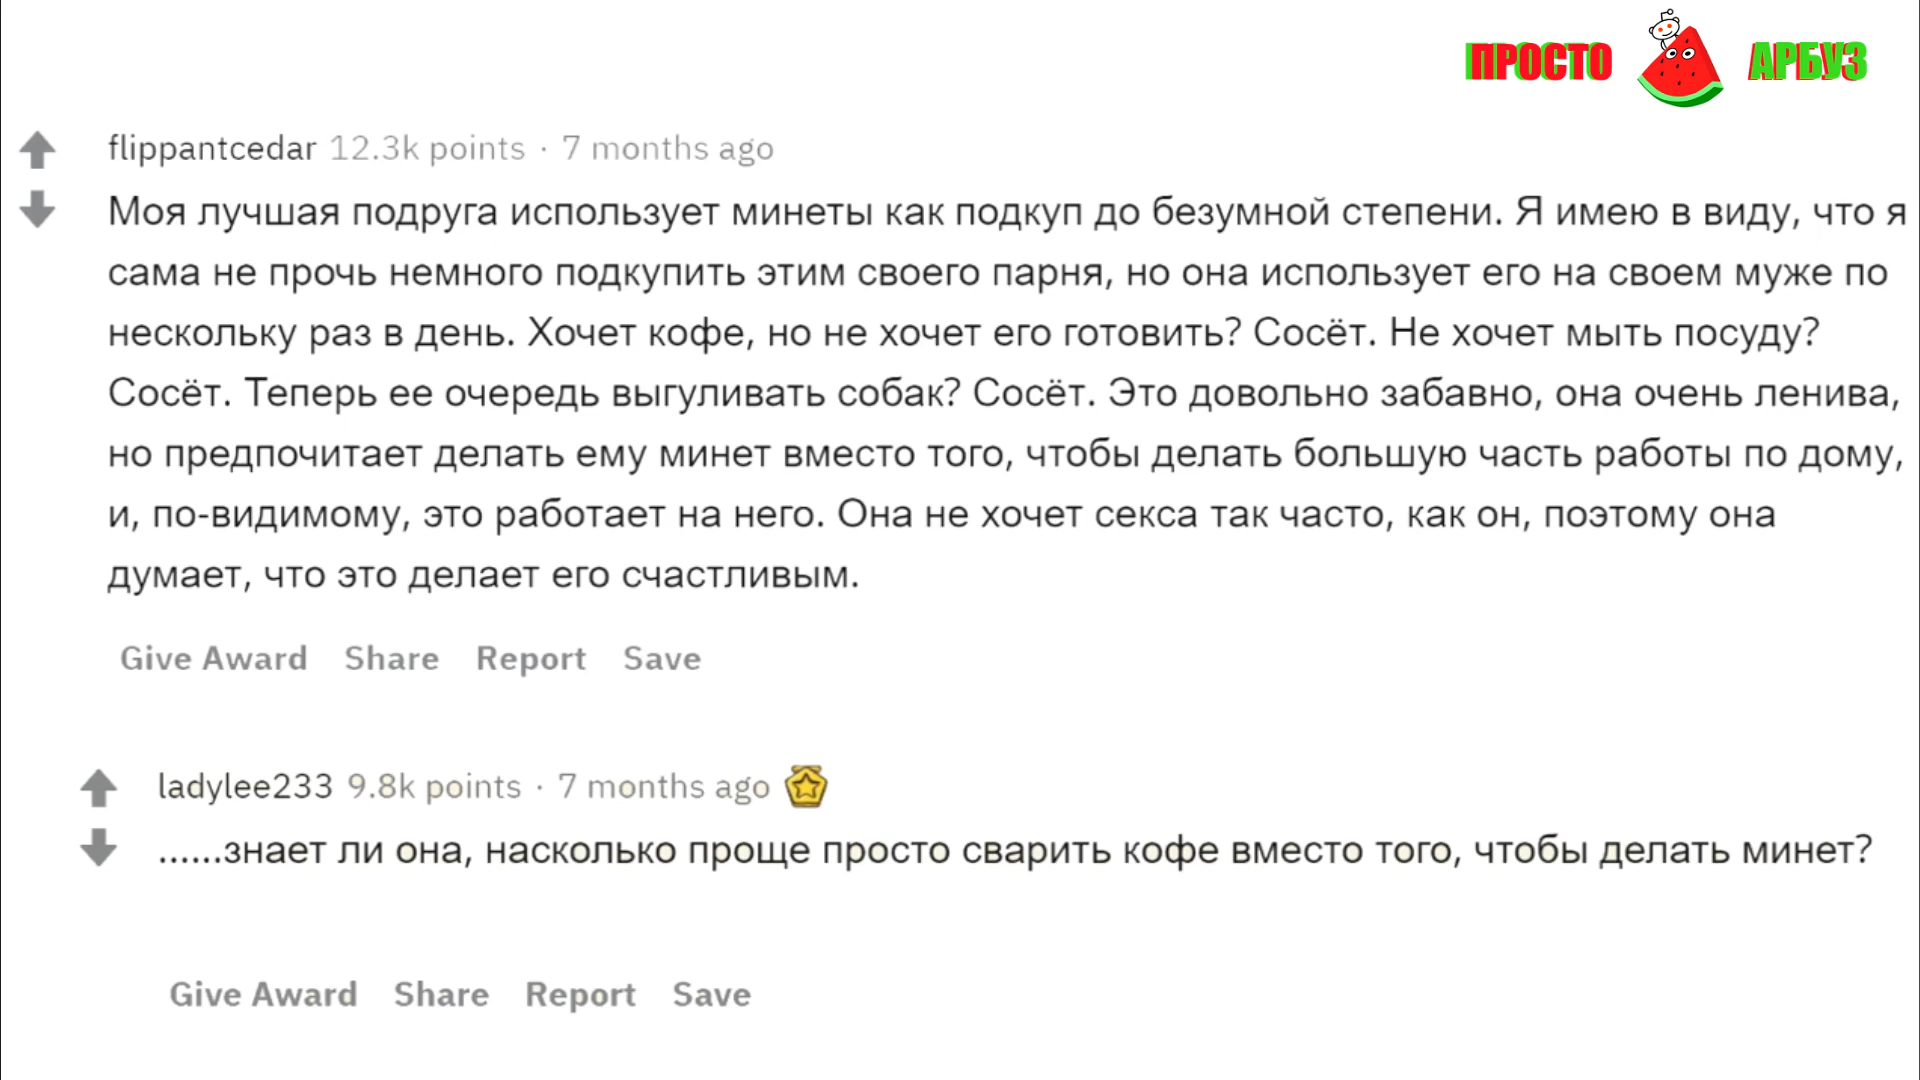 ПРОСТО АРБУЗ
flippantcedar 12.3k points · 7 months ago
Моя лучшая подруга использует минеты как подкуп до безумной степени. Я имею в виду, что я
сама не прочь немного подкупить этим своего парня, но она использует его на своем муже по
нескольку раз в день. Хочет кофе, но не хочет его готовить? Сосёт. Не хочет мыть посуду?
Сосёт. Теперь ее очередь выгуливать собак? Сосёт. Это довольно забавно, она очень ленива,
но предпочитает делать ему минет вместо того, чтобы делать большую часть работы по дому,
и, по-видимому, это работает на него. Она не хочет секса так часто, как он, поэтому она
думает, что это делает его счастливым.
Give Award Share Report Save
ladylee233 9.8k points · 7 months ago
......знает ли она, насколько проще просто сварить кофе вместо того, чтобы делать минет?
Give Award Share Report Save